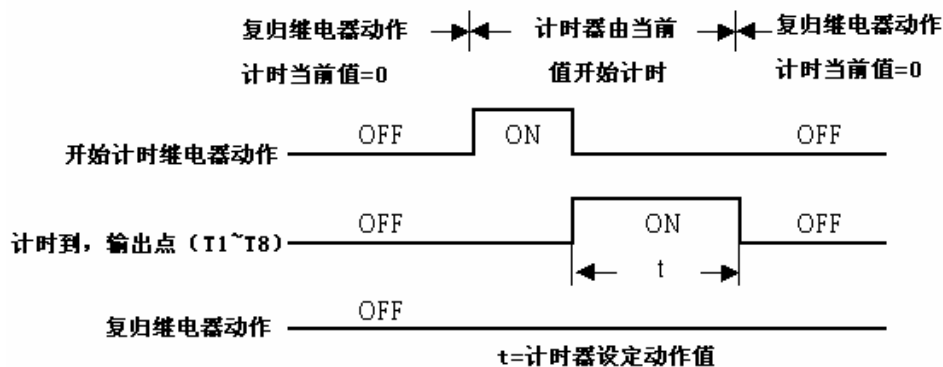 复归继电器动作 计时器由当前 复归继电器动作
计时当前值=0 值开始计时 计时当前值=0
开始计时继电器动作 OFF ON OFF
计时到，输出点（T1~T8） OFF ON OFF
t
复归继电器动作 OFF
t=计时器设定动作值